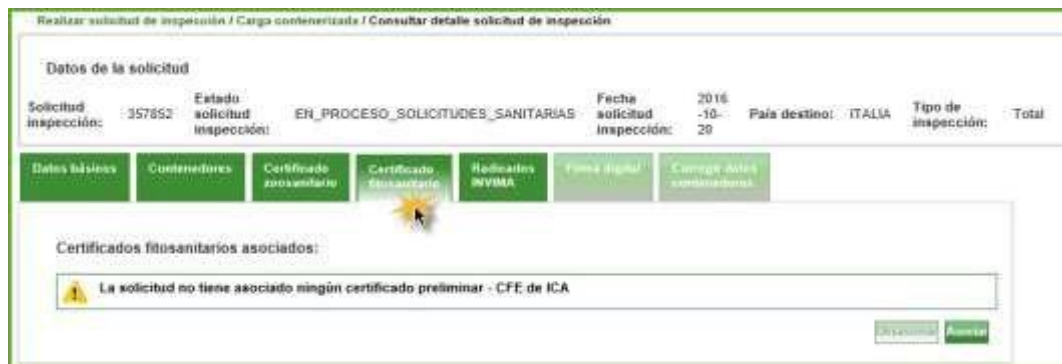 Realizar solicitud de inspección / Carga contenerizada / Consultar detalle solicitud de inspección
Datos de la solicitud
Solicitud inspección: 357852 Estado solicitud inspección: EN_PROCESO_SOLICITUDES_SANITARIAS Fecha solicitud inspección: 2016-10-20 País destino: ITALIA Tipo de inspección: Total
Datos básicos Contenedores Certificado zoosanitario Certificado fitosanitario Radicados INVIMA Firma digital Corregir datos contenedores
Certificados fitosanitarios asociados:
La solicitud no tiene asociado ningún certificado preliminar - CFE de ICA
Desasociar Asociar